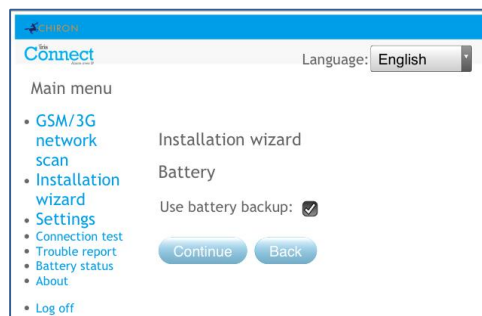 CHIRON
iris
Connect
Language: English
Main menu
GSM/3G
network
scan
Installation
wizard
Settings
Connection test
Trouble report
Battery status
About
Log off
Installation wizard
Battery
Use battery backup:
Continue Back